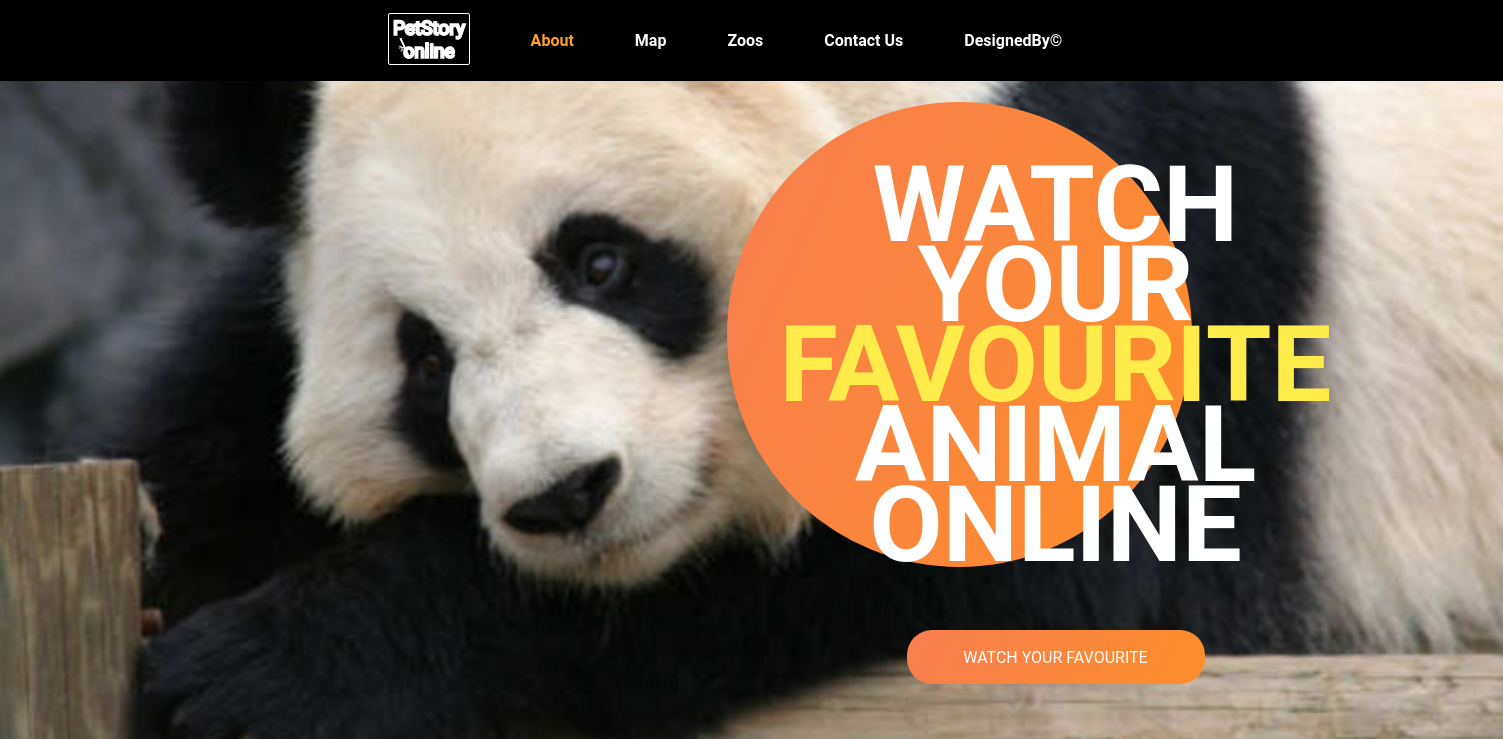 PetStory
online
About Map Zoos Contact Us DesignedBy©
WATCH
YOUR
FAVOURITE
ANIMAL
ONLINE
WATCH YOUR FAVOURITE